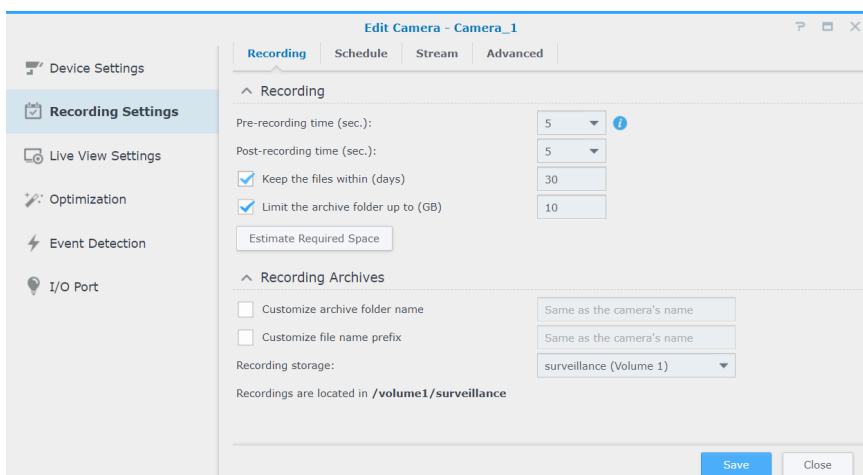 Edit Camera - Camera_1
Device Settings
Recording Settings
Live View Settings
Optimization
Event Detection
I/O Port
Recording Schedule Stream Advanced
Recording
Pre-recording time (sec.): 5
Post-recording time (sec.): 5
Keep the files within (days) 30
Limit the archive folder up to (GB) 10
Estimate Required Space
Recording Archives
Customize archive folder name Same as the camera's name
Customize file name prefix Same as the camera's name
Recording storage: surveillance (Volume 1)
Recordings are located in /volume1/surveillance
Save Close